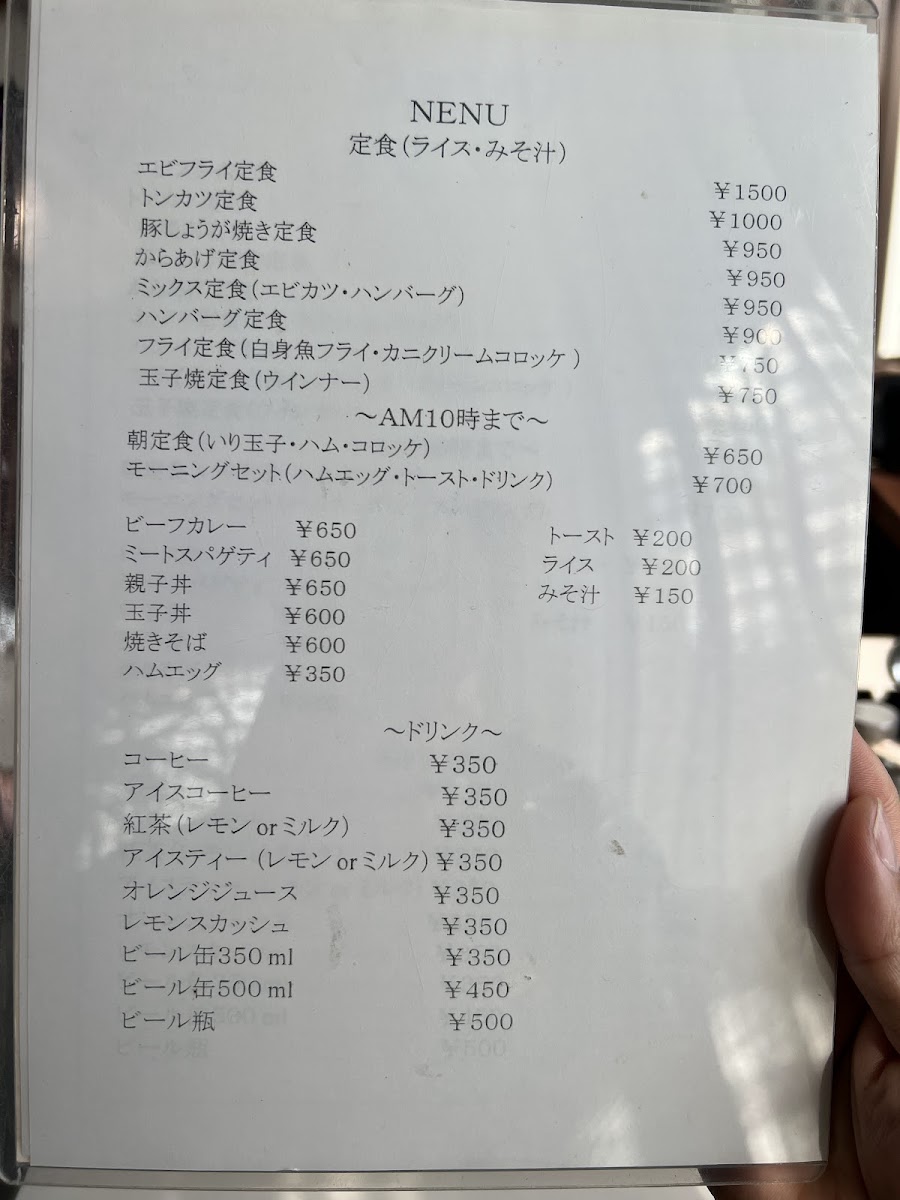 NENU
定食(ライス・みそ汁)
エビフライ定食 ¥1500
トンカツ定食 ¥1000
豚しょうが焼き定食 ¥950
からあげ定食 ¥950
ミックス定食(エビカツ・ハンバーグ) ¥950
ハンバーグ定食 ¥900
フライ定食(白身魚フライ・カニクリームコロッケ) ¥750
玉子焼定食(ウインナー) ¥750
～AM10時まで～
朝定食(いり玉子・ハム・コロッケ) ¥650
モーニングセット(ハムエッグ・トースト・ドリンク) ¥700
ビーフカレー ¥650 トースト ¥200
ミートスパゲティ ¥650 ライス ¥200
親子丼 ¥650 みそ汁 ¥150
玉子丼 ¥600
焼きそば ¥600
ハムエッグ ¥350
～ドリンク～
コーヒー ¥350
アイスコーヒー ¥350
紅茶(レモンorミルク) ¥350
アイスティー (レモンorミルク) ¥350
オレンジジュース ¥350
レモンスカッシュ ¥350
ビール缶350ml ¥350
ビール缶500ml ¥450
ビール瓶 ¥500